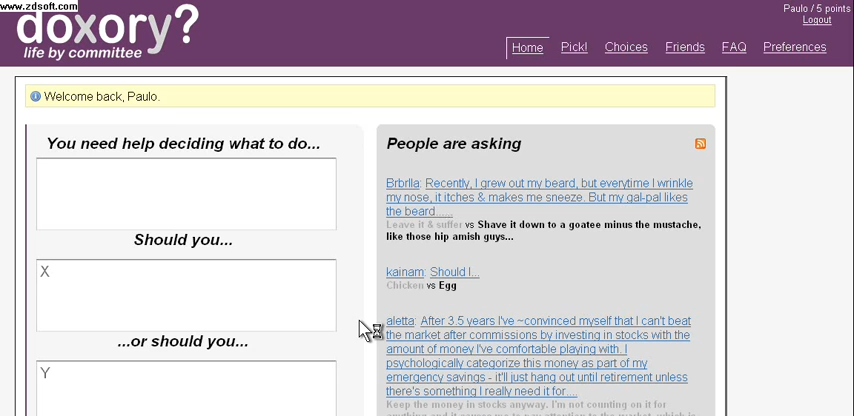 www.zdsoft.com
doxory?
life by committee
Paulo / 5 points
Logout
Home Pick! Choices Friends FAQ Preferences
Welcome back, Paulo.
You need help deciding what to do...
Should you...
X
...or should you...
Y
People are asking
Brbrlla: Recently, I grew out my beard, but everytime I wrinkle
my nose, it itches & makes me sneeze. But my gal-pal likes
the beard......
Leave it & suffer vs Shave it down to a goatee minus the mustache,
like those hip amish guys...
kainam: Should I...
Chicken vs Egg
aletta: After 3.5 years I've ~convinced myself that I can't beat
the market after commissions by investing in stocks with the
amount of money I've comfortable playing with. I
psychologically categorize this money as part of my
emergency savings - it'll just hang out until retirement unless
there's something I really need it for....
Keep the money in stocks anyway. I'm not counting on it for